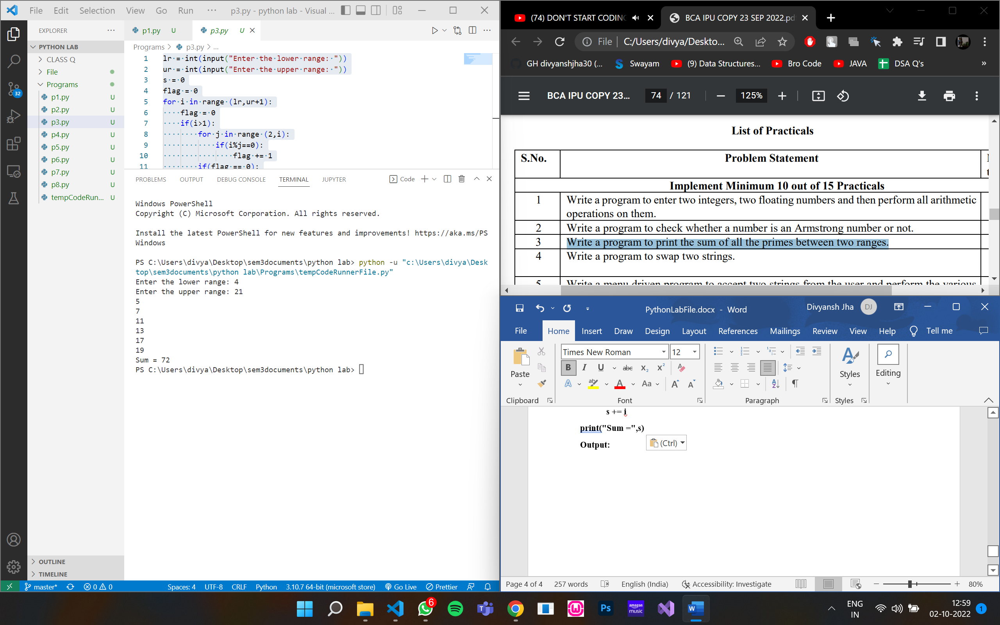 File Edit Selection View Go Run ··· p3.py - python lab - Visual ...
EXPLORER ···
PYTHON LAB
CLASS Q
File
Programs
p1.py U
p2.py U
p3.py U
p4.py U
p5.py U
p6.py U
p7.py U
p8.py U
tempCodeRun... U
OUTLINE
TIMELINE
32
p1.py U p3.py U
Programs > p3.py > ...
1 lr = int(input("Enter the lower range: "))
2 ur = int(input("Enter the upper range: "))
3 s = 0
4 flag = 0
5 for i in range (lr,ur+1):
6 flag = 0
7 if(i>1):
8 for j in range (2,i):
9 if(i%j==0):
10 flag += 1
11 if(flag == 0):
PROBLEMS OUTPUT DEBUG CONSOLE TERMINAL JUPYTER Code
Windows PowerShell
Copyright (C) Microsoft Corporation. All rights reserved.
Install the latest PowerShell for new features and improvements! https://aka.ms/PS
Windows
PS C:\Users\divya\Desktop\sem3documents\python lab> python -u "c:\Users\divya\Desk
top\sem3documents\python lab\Programs\tempCodeRunnerFile.py"
Enter the lower range: 4
Enter the upper range: 21
5
7
11
13
17
19
Sum = 72
PS C:\Users\divya\Desktop\sem3documents\python lab>
master* 0 0 Spaces: 4 UTF-8 CRLF Python 3.10.7 64-bit (microsoft store) Go Live Prettier
(74) DON'T START CODING BCA IPU COPY 23 SEP 2022.pd
File C:/Users/divya/Deskto...
GH divyanshjha30 (... Swayam (9) Data Structures... Bro Code JAVA DSA Q's »
BCA IPU COPY 23... 74 / 121 125%
List of Practicals
S.No. Problem Statement
Implement Minimum 10 out of 15 Practicals
1 Write a program to enter two integers, two floating numbers and then perform all arithmetic
operations on them.
2 Write a program to check whether a number is an Armstrong number or not.
3 Write a program to print the sum of all the primes between two ranges.
4 Write a program to swap two strings.
5 Write a menu driven program to accept two strings from the user and perform the various
PythonLabFile.docx - Word Divyansh Jha DJ
File Home Insert Draw Design Layout References Mailings Review View Help Tell me
Paste
Times New Roman 12
B I U abc x₂ x²
A ab A Aa A A
Styles
Editing
Clipboard Font Paragraph Styles
s += i
print("Sum =",s)
Output:
(Ctrl)
Page 4 of 4 257 words English (India) Accessibility: Investigate 80%
6
Ps
amazon music
ENG
IN
12:59
02-10-2022
1